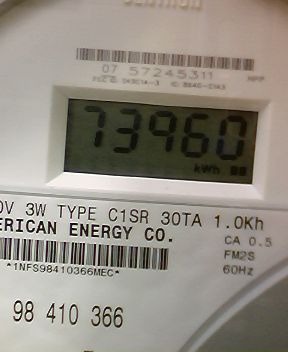 07 57245311
73960
kWh
0V 3W TYPE C1SR 30TA 1.0Kh
ERICAN ENERGY CO.
CA 0.5
FM2S
*1NFS98410366MEC*
60Hz
98 410 366